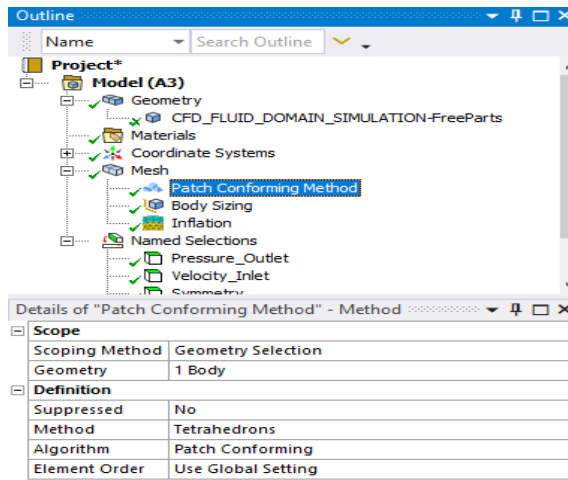 Outline
Name Search Outline
Project*
Model (A3)
Geometry
CFD_FLUID_DOMAIN_SIMULATION-FreeParts
Materials
Coordinate Systems
Mesh
Patch Conforming Method
Body Sizing
Inflation
Named Selections
Pressure_Outlet
Velocity_Inlet
Symmetry
Details of "Patch Conforming Method" - Method
Scope
Scoping Method Geometry Selection
Geometry 1 Body
Definition
Suppressed No
Method Tetrahedrons
Algorithm Patch Conforming
Element Order Use Global Setting